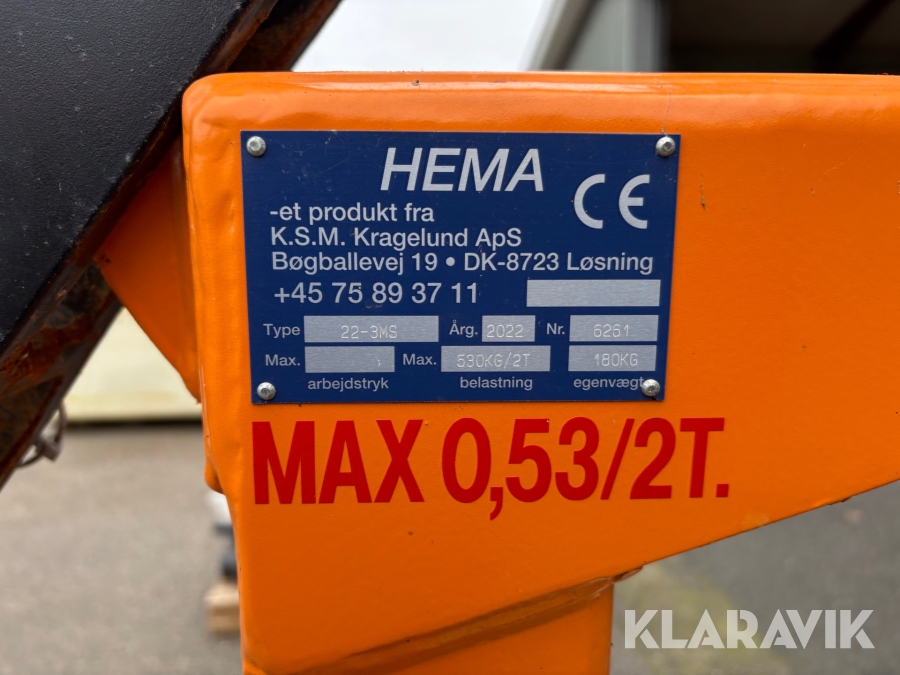 HEMA
CE
-et produkt fra
K.S.M. Kragelund ApS
Bøgballevej 19 • DK-8723 Løsning
+45 75 89 37 11
Type 22-3MS Årg. 2022 Nr. 6261
Max. Max. 530KG/2T 180KG
arbejdstryk belastning egenvægt
MAX 0,53/2T.
KLARAVIK